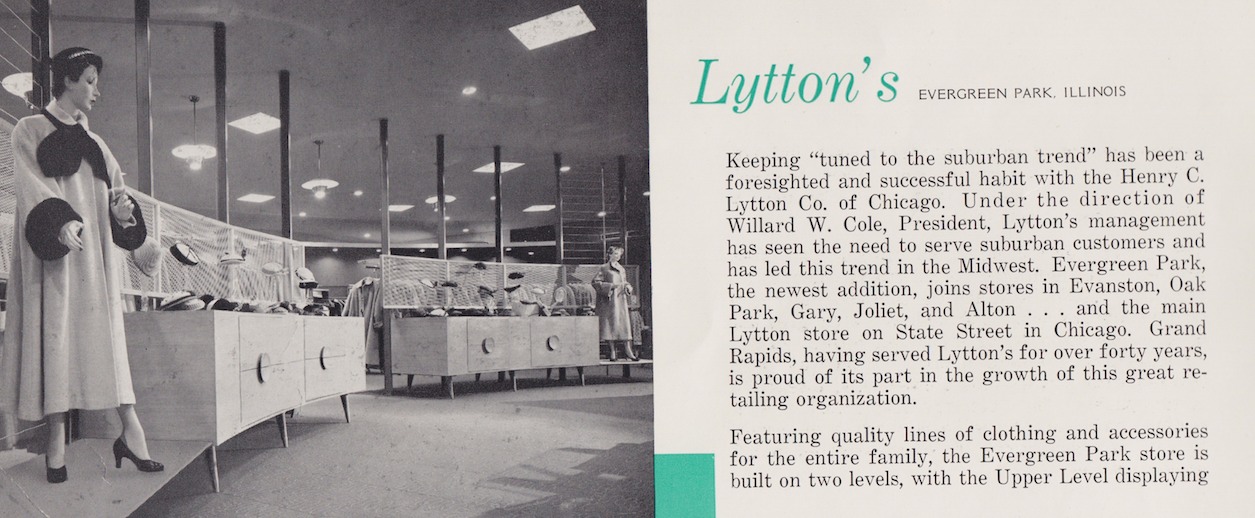 Lytton's EVERGREEN PARK, ILLINOIS
Keeping “tuned to the suburban trend” has been a
foresighted and successful habit with the Henry C.
Lytton Co. of Chicago. Under the direction of
Willard W. Cole, President, Lytton's management
has seen the need to serve suburban customers and
has led this trend in the Midwest. Evergreen Park,
the newest addition, joins stores in Evanston, Oak
Park, Gary, Joliet, and Alton . . . and the main
Lytton store on State Street in Chicago. Grand
Rapids, having served Lytton's for over forty years,
is proud of its part in the growth of this great re-
tailing organization.
Featuring quality lines of clothing and accessories
for the entire family, the Evergreen Park store is
built on two levels, with the Upper Level displaying